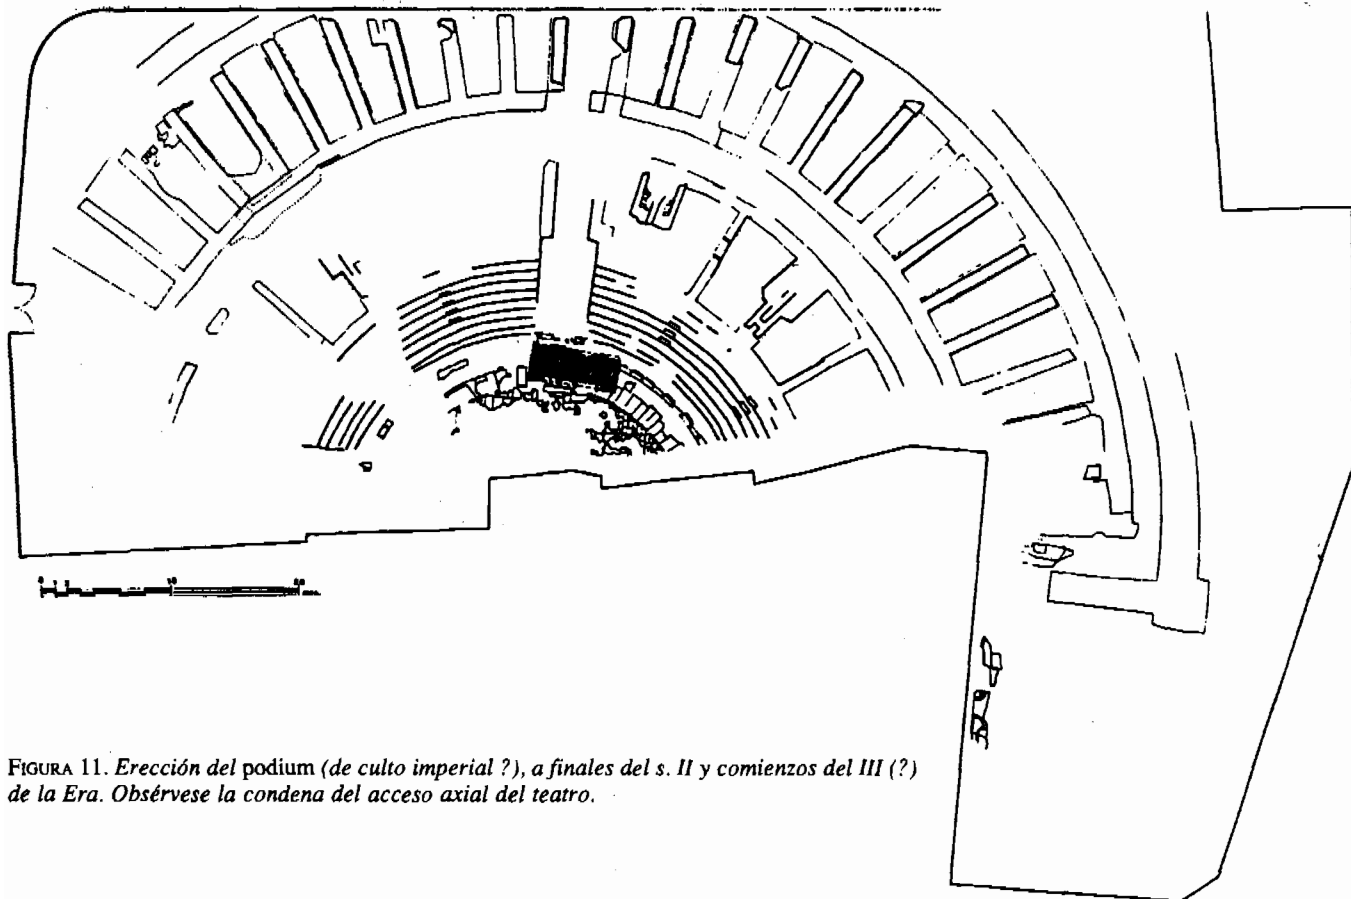 FIGURA 11. Erección del podium (de culto imperial ?), a finales del s. II y comienzos del III (?)
de la Era. Obsérvese la condena del acceso axial del teatro.